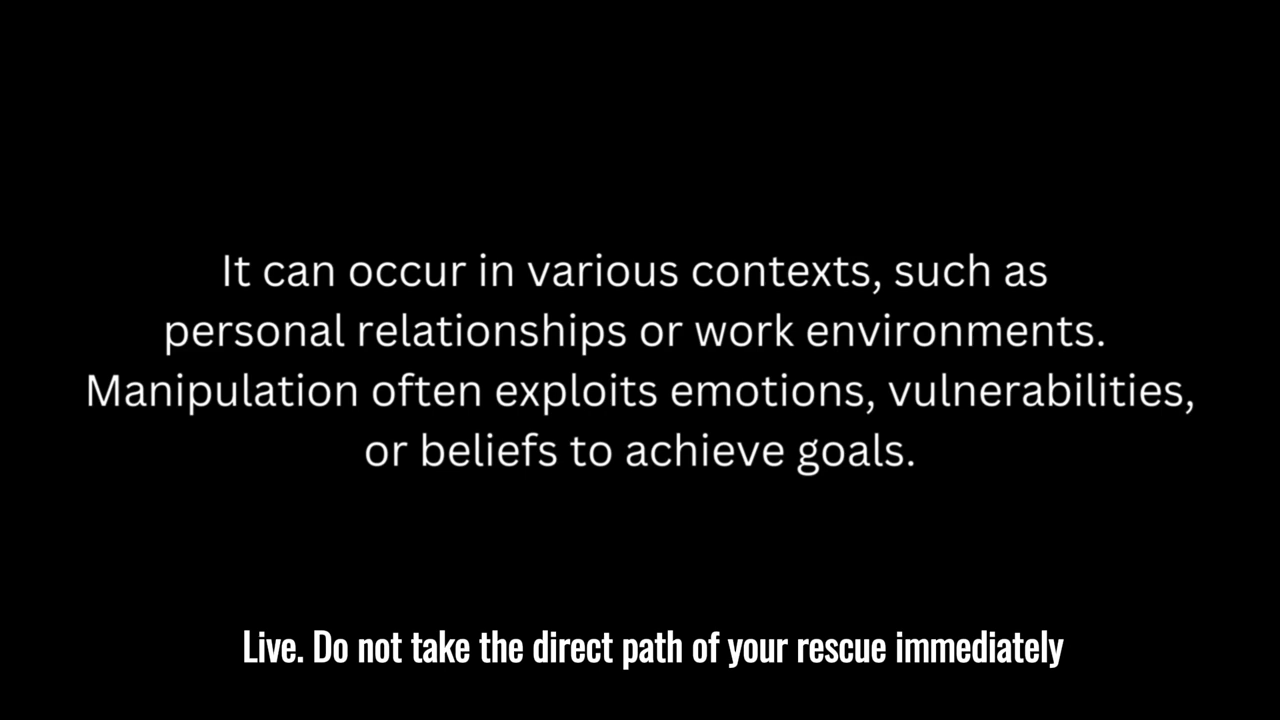 It can occur in various contexts, such as
personal relationships or work environments.
Manipulation often exploits emotions, vulnerabilities,
or beliefs to achieve goals.
Live. Do not take the direct path of your rescue immediately